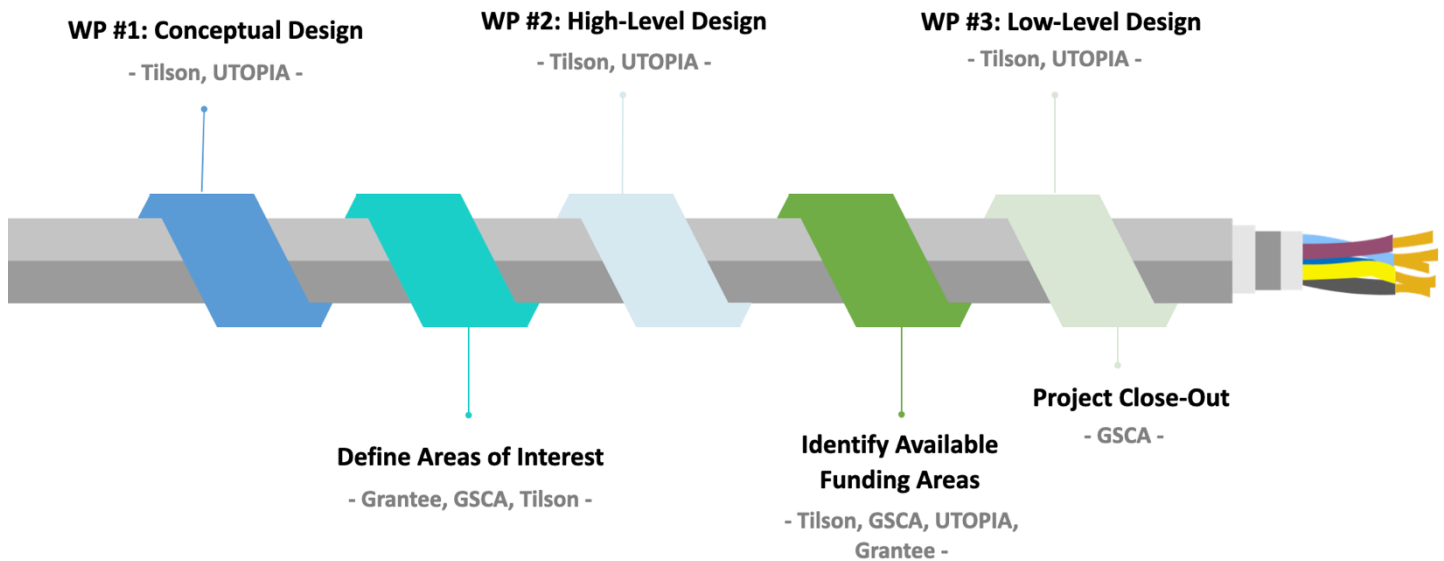 WP #1: Conceptual Design
- Tilson, UTOPIA -
WP #2: High-Level Design
- Tilson, UTOPIA -
WP #3: Low-Level Design
- Tilson, UTOPIA -
Define Areas of Interest
- Grantee, GSCA, Tilson -
Identify Available
Funding Areas
- Tilson, GSCA, UTOPIA,
Grantee -
Project Close-Out
- GSCA -